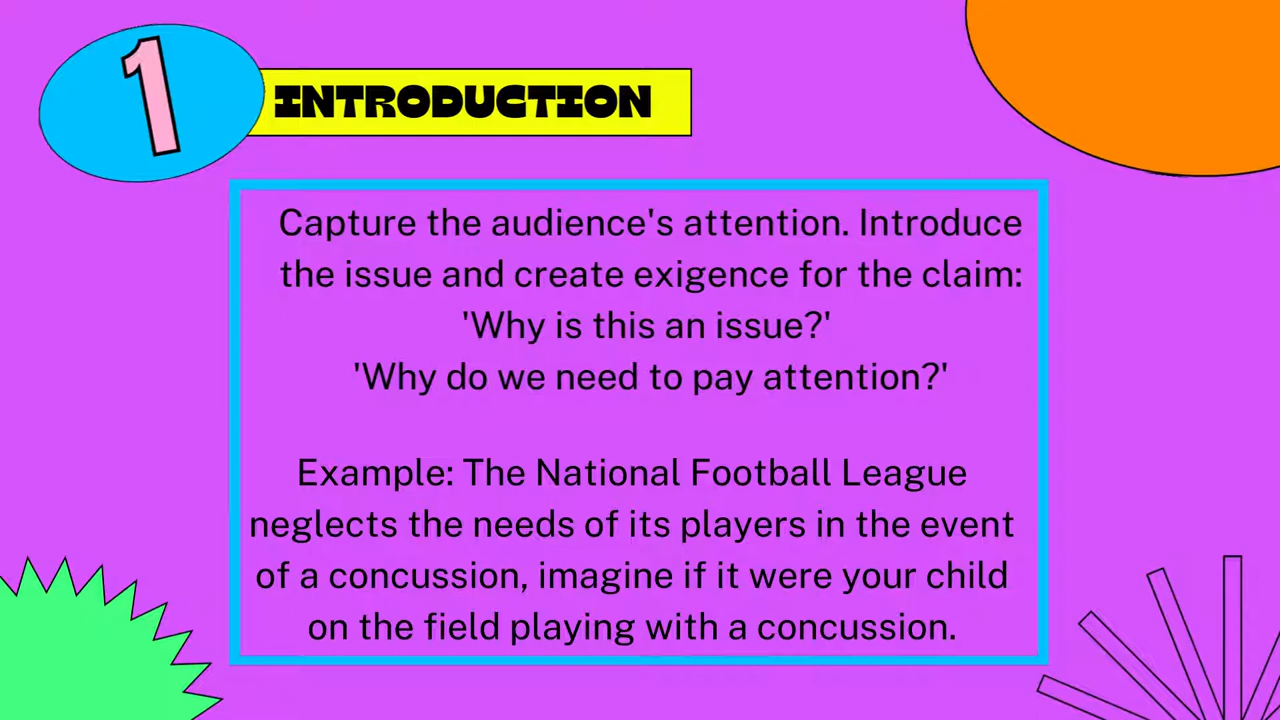 1
INTRODUCTION
Capture the audience's attention. Introduce
the issue and create exigence for the claim:
'Why is this an issue?'
'Why do we need to pay attention?'
Example: The National Football League
neglects the needs of its players in the event
of a concussion, imagine if it were your child
on the field playing with a concussion.